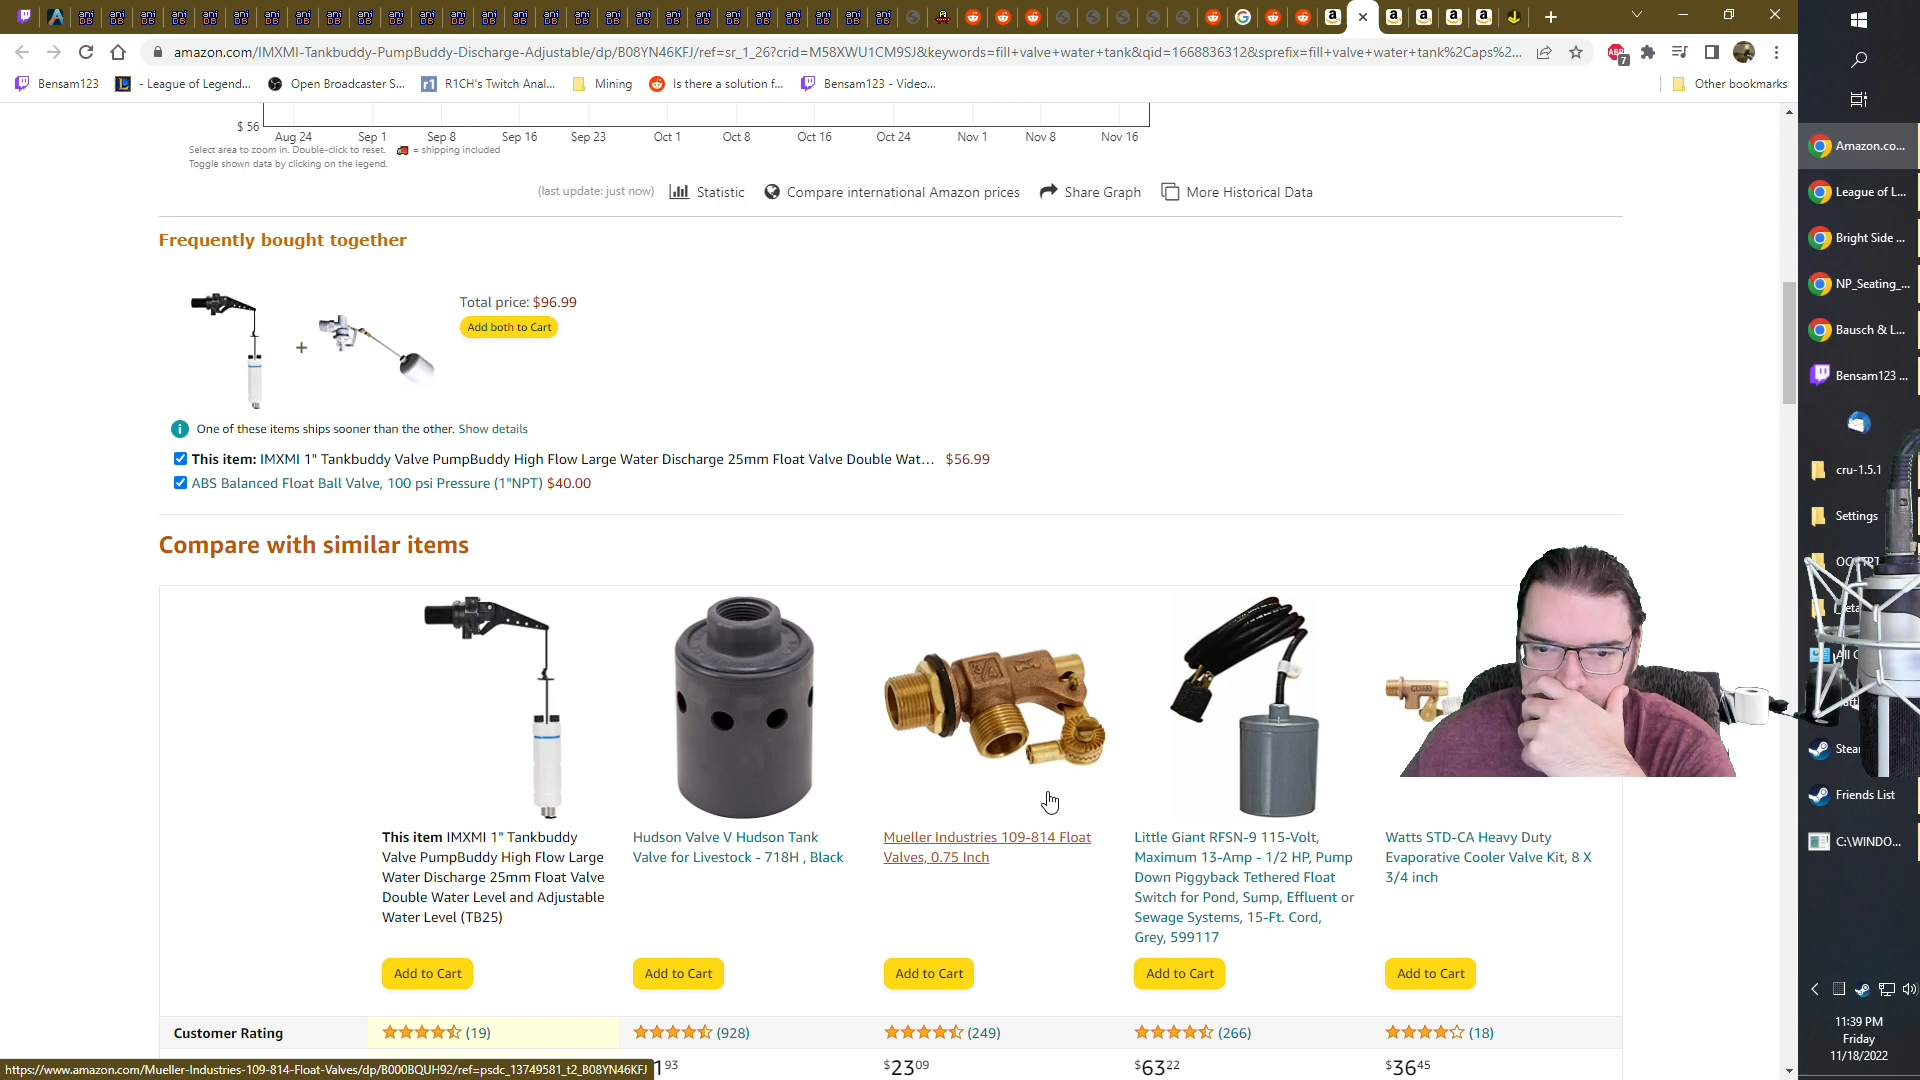 amazon.com/IMXMI-Tankbuddy-PumpBuddy-Discharge-Adjustable/dp/B08YN46KFJ/ref=sr_1_26?crid=M58XWU1CM9SJ&keywords=fill+valve+water+tank&qid=1668836312&sprefix=fill+valve+water+tank%2Caps%2...
7
Bensam123
- League of Legend...
Open Broadcaster S...
R1CH's Twitch Anal...
Mining
Is there a solution f...
Bensam123 - Video...
Other bookmarks
$ 56
Aug 24 Sep 1 Sep 8 Sep 16 Sep 23 Oct 1 Oct 8 Oct 16 Oct 24 Nov 1 Nov 8 Nov 16
Select area to zoom in. Double-click to reset. = shipping included
Toggle shown data by clicking on the legend.
(last update: just now) Statistic Compare international Amazon prices Share Graph More Historical Data
Frequently bought together
Total price: $96.99
Add both to Cart
+
One of these items ships sooner than the other. Show details
This item: IMXMI 1" Tankbuddy Valve PumpBuddy High Flow Large Water Discharge 25mm Float Valve Double Wat... $56.99
ABS Balanced Float Ball Valve, 100 psi Pressure (1"NPT) $40.00
Compare with similar items
This item IMXMI 1" Tankbuddy
Valve PumpBuddy High Flow Large
Water Discharge 25mm Float Valve
Double Water Level and Adjustable
Water Level (TB25)
Hudson Valve V Hudson Tank
Valve for Livestock - 718H , Black
Mueller Industries 109-814 Float
Valves, 0.75 Inch
Little Giant RFSN-9 115-Volt,
Maximum 13-Amp - 1/2 HP, Pump
Down Piggyback Tethered Float
Switch for Pond, Sump, Effluent or
Sewage Systems, 15-Ft. Cord,
Grey, 599117
Watts STD-CA Heavy Duty
Evaporative Cooler Valve Kit, 8 X
3/4 inch
Add to Cart
Add to Cart
Add to Cart
Add to Cart
Add to Cart
Customer Rating (19) (928) (249) (266) (18)
$23.09 $63.22 $36.45
https://www.amazon.com/Mueller-Industries-109-814-Float-Valves/dp/B000BQUH92/ref=psdc_13749581_t2_B08YN46KFJ
Amazon.co...
League of L...
Bright Side ...
NP_Seating_...
Bausch & L...
Bensam123 ...
cru-1.5.1
Settings
All C
Stea
Friends List
C:\WINDO...
11:39 PM
Friday
11/18/2022